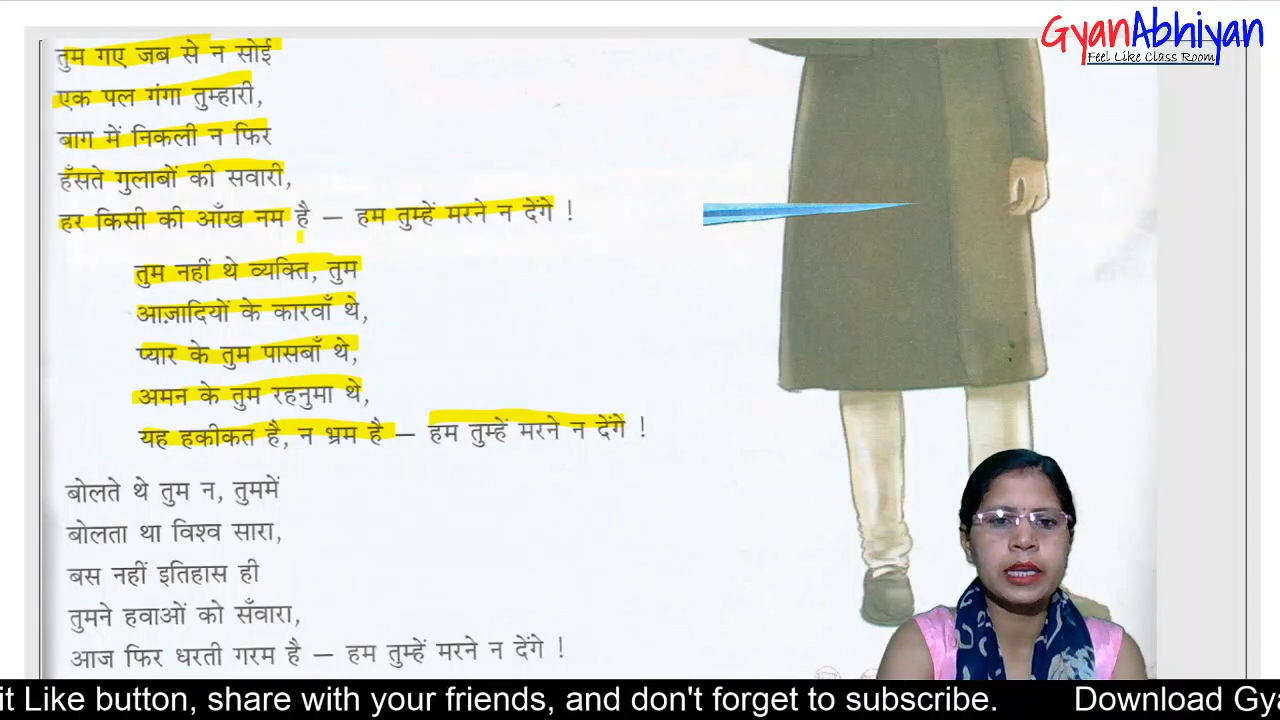 GyanAbhiyan
Feel Like Class Room
तुम गए जब से न सोई
एक पल गंगा तुम्हारी,
बाग में निकली न फिर
हँसते गुलाबों की सवारी,
हर किसी की आँख नम है – हम तुम्हें मरने न देंगे !
तुम नहीं थे व्यक्ति, तुम
आज़ादियों के कारवाँ थे,
प्यार के तुम पासबाँ थे,
अमन के तुम रहनुमा थे,
यह हकीकत है, न भ्रम है – हम तुम्हें मरने न देंगे !
बोलते थे तुम न, तुममें
बोलता था विश्व सारा,
बस नहीं इतिहास ही
तुमने हवाओं को सँवारा,
आज फिर धरती गरम है – हम तुम्हें मरने न देंगे !
it Like button, share with your friends, and don't forget to subscribe. Download Gya